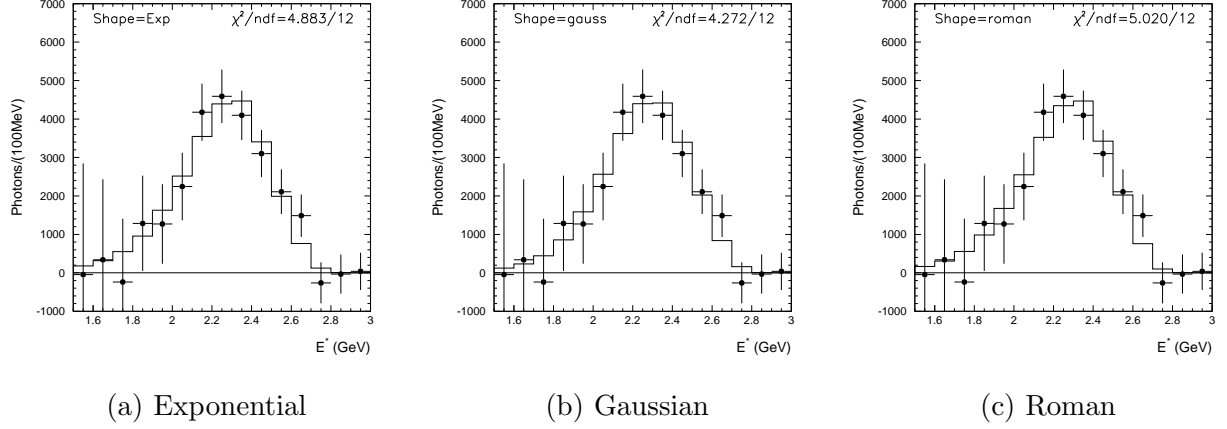 Shape=Exp χ²/ndf=4.883/12
Photons/(100MeV)
7000
6000
5000
4000
3000
2000
1000
0
-1000
1.6 1.8 2 2.2 2.4 2.6 2.8 3
E* (GeV)
(a) Exponential
Shape=gauss χ²/ndf=4.272/12
Photons/(100MeV)
7000
6000
5000
4000
3000
2000
1000
0
-1000
1.6 1.8 2 2.2 2.4 2.6 2.8 3
E* (GeV)
(b) Gaussian
Shape=roman χ²/ndf=5.020/12
Photons/(100MeV)
7000
6000
5000
4000
3000
2000
1000
0
-1000
1.6 1.8 2 2.2 2.4 2.6 2.8 3
E* (GeV)
(c) Roman